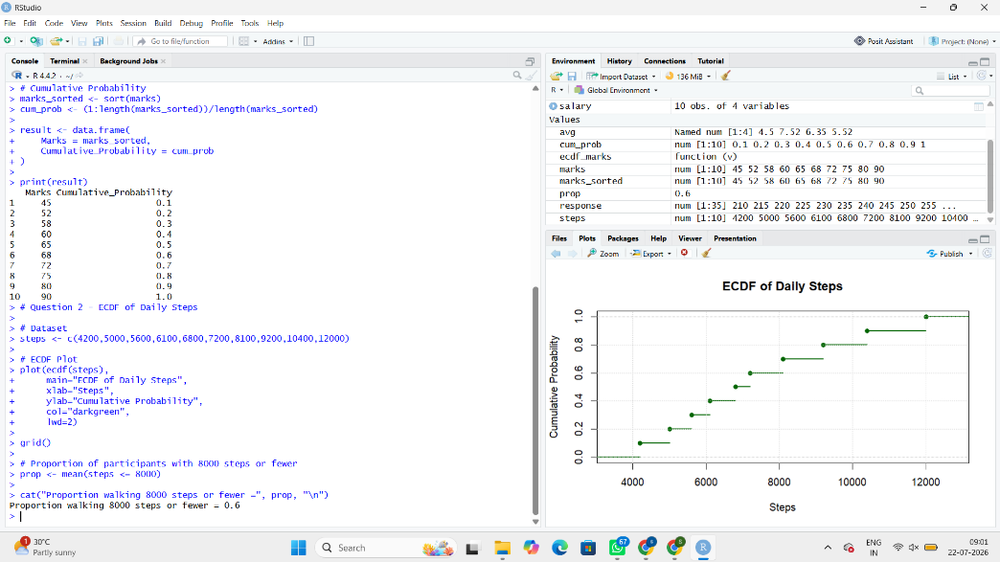 RStudio
File Edit Code View Plots Session Build Debug Profile Tools Help
Go to file/function Addins Posit Assistant Project: (None)
Console Terminal Background Jobs
R 4.4.2 · ~/
> # Cumulative Probability
> marks_sorted <- sort(marks)
> cum_prob <- (1:length(marks_sorted))/length(marks_sorted)
>
> result <- data.frame(
+ Marks = marks_sorted,
+ Cumulative_Probability = cum_prob
+ )
>
> print(result)
Marks Cumulative_Probability
1 45 0.1
2 52 0.2
3 58 0.3
4 60 0.4
5 65 0.5
6 68 0.6
7 72 0.7
8 75 0.8
9 80 0.9
10 90 1.0
> # Question 2 - ECDF of Daily Steps
>
> # Dataset
> steps <- c(4200,5000,5600,6100,6800,7200,8100,9200,10400,12000)
>
> # ECDF Plot
> plot(ecdf(steps),
+ main="ECDF of Daily Steps",
+ xlab="Steps",
+ ylab="Cumulative Probability",
+ col="darkgreen",
+ lwd=2)
>
> grid()
>
> # Proportion of participants with 8000 steps or fewer
> prop <- mean(steps <= 8000)
>
> cat("Proportion walking 8000 steps or fewer =", prop, "\n")
Proportion walking 8000 steps or fewer = 0.6
>
Environment History Connections Tutorial
Import Dataset 136 MiB List
R Global Environment
salary 10 obs. of 4 variables
Values
avg Named num [1:4] 4.5 7.52 6.35 5.52
cum_prob num [1:10] 0.1 0.2 0.3 0.4 0.5 0.6 0.7 0.8 0.9 1
ecdf_marks function (v)
marks num [1:10] 45 52 58 60 65 68 72 75 80 90
marks_sorted num [1:10] 45 52 58 60 65 68 72 75 80 90
prop 0.6
response num [1:35] 210 215 220 225 230 235 240 245 250 255 ...
steps num [1:10] 4200 5000 5600 6100 6800 7200 8100 9200 10400 ...
Files Plots Packages Help Viewer Presentation
Zoom Export Publish
ECDF of Daily Steps
Cumulative Probability
1.0
0.8
0.6
0.4
0.2
0.0
4000 6000 8000 10000 12000
Steps
1 30°C
Partly sunny
Search
67
6
5
ENG
IN
09:01
22-07-2026